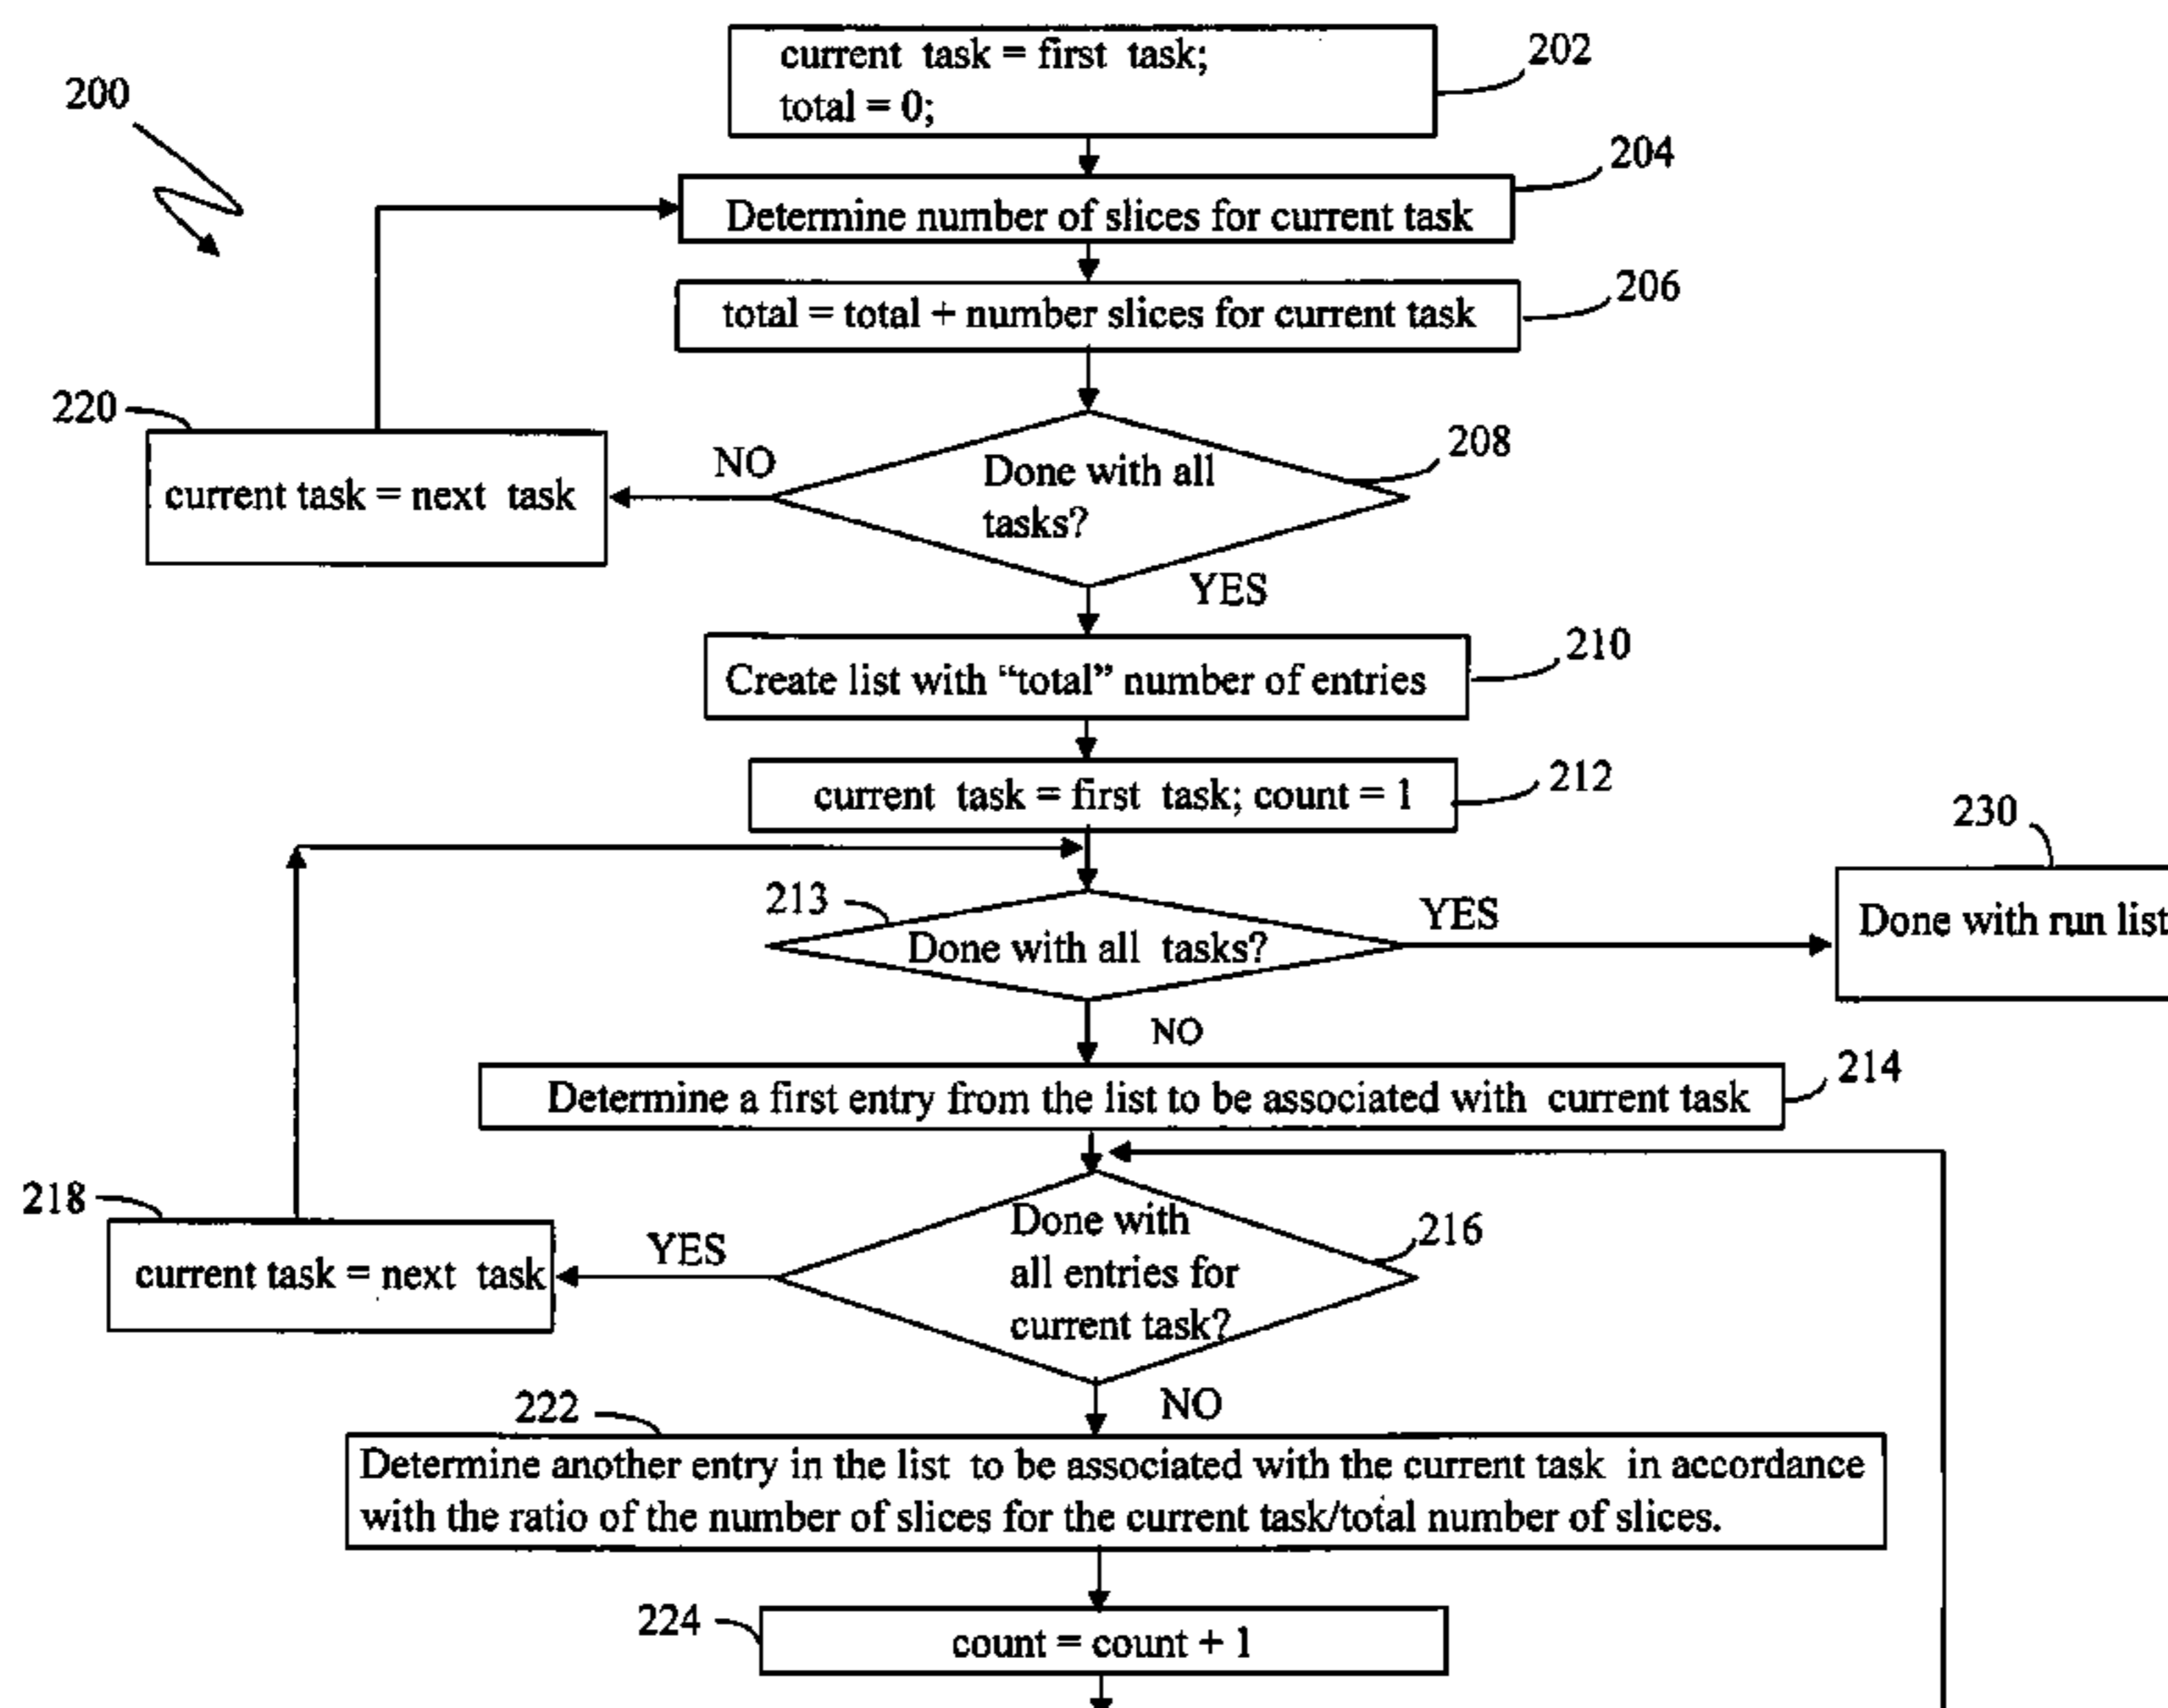 200
current task = first task;
total = 0;
202
Determine number of slices for current task
204
total = total + number slices for current task
206
220
current task = next task
NO
Done with all
tasks?
208
YES
Create list with “total” number of entries
210
current task = first task; count = 1
212
213
Done with all tasks?
YES
230
Done with run list
NO
Determine a first entry from the list to be associated with current task
214
218
current task = next task
YES
Done with
all entries for
current task?
216
NO
222
Determine another entry in the list to be associated with the current task in accordance
with the ratio of the number of slices for the current task/total number of slices.
224
count = count + 1